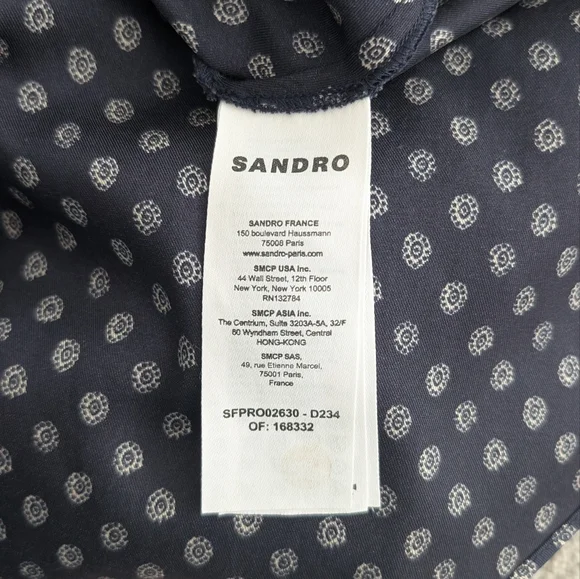 SANDRO
SANDRO FRANCE
150 boulevard Haussmann
75008 Paris
www.sandro-paris.com
SMCP USA Inc.
44 Wall Street, 12th Floor
New York, New York 10005
RN132784
SMCP ASIA Inc.
The Centrium, Suite 3203A-5A, 32/F
60 Wyndham Street, Central
HONG-KONG
SMCP SAS,
49, rue Etienne Marcel,
75001 Paris,
France
SFPRO02630 - D234
OF: 168332